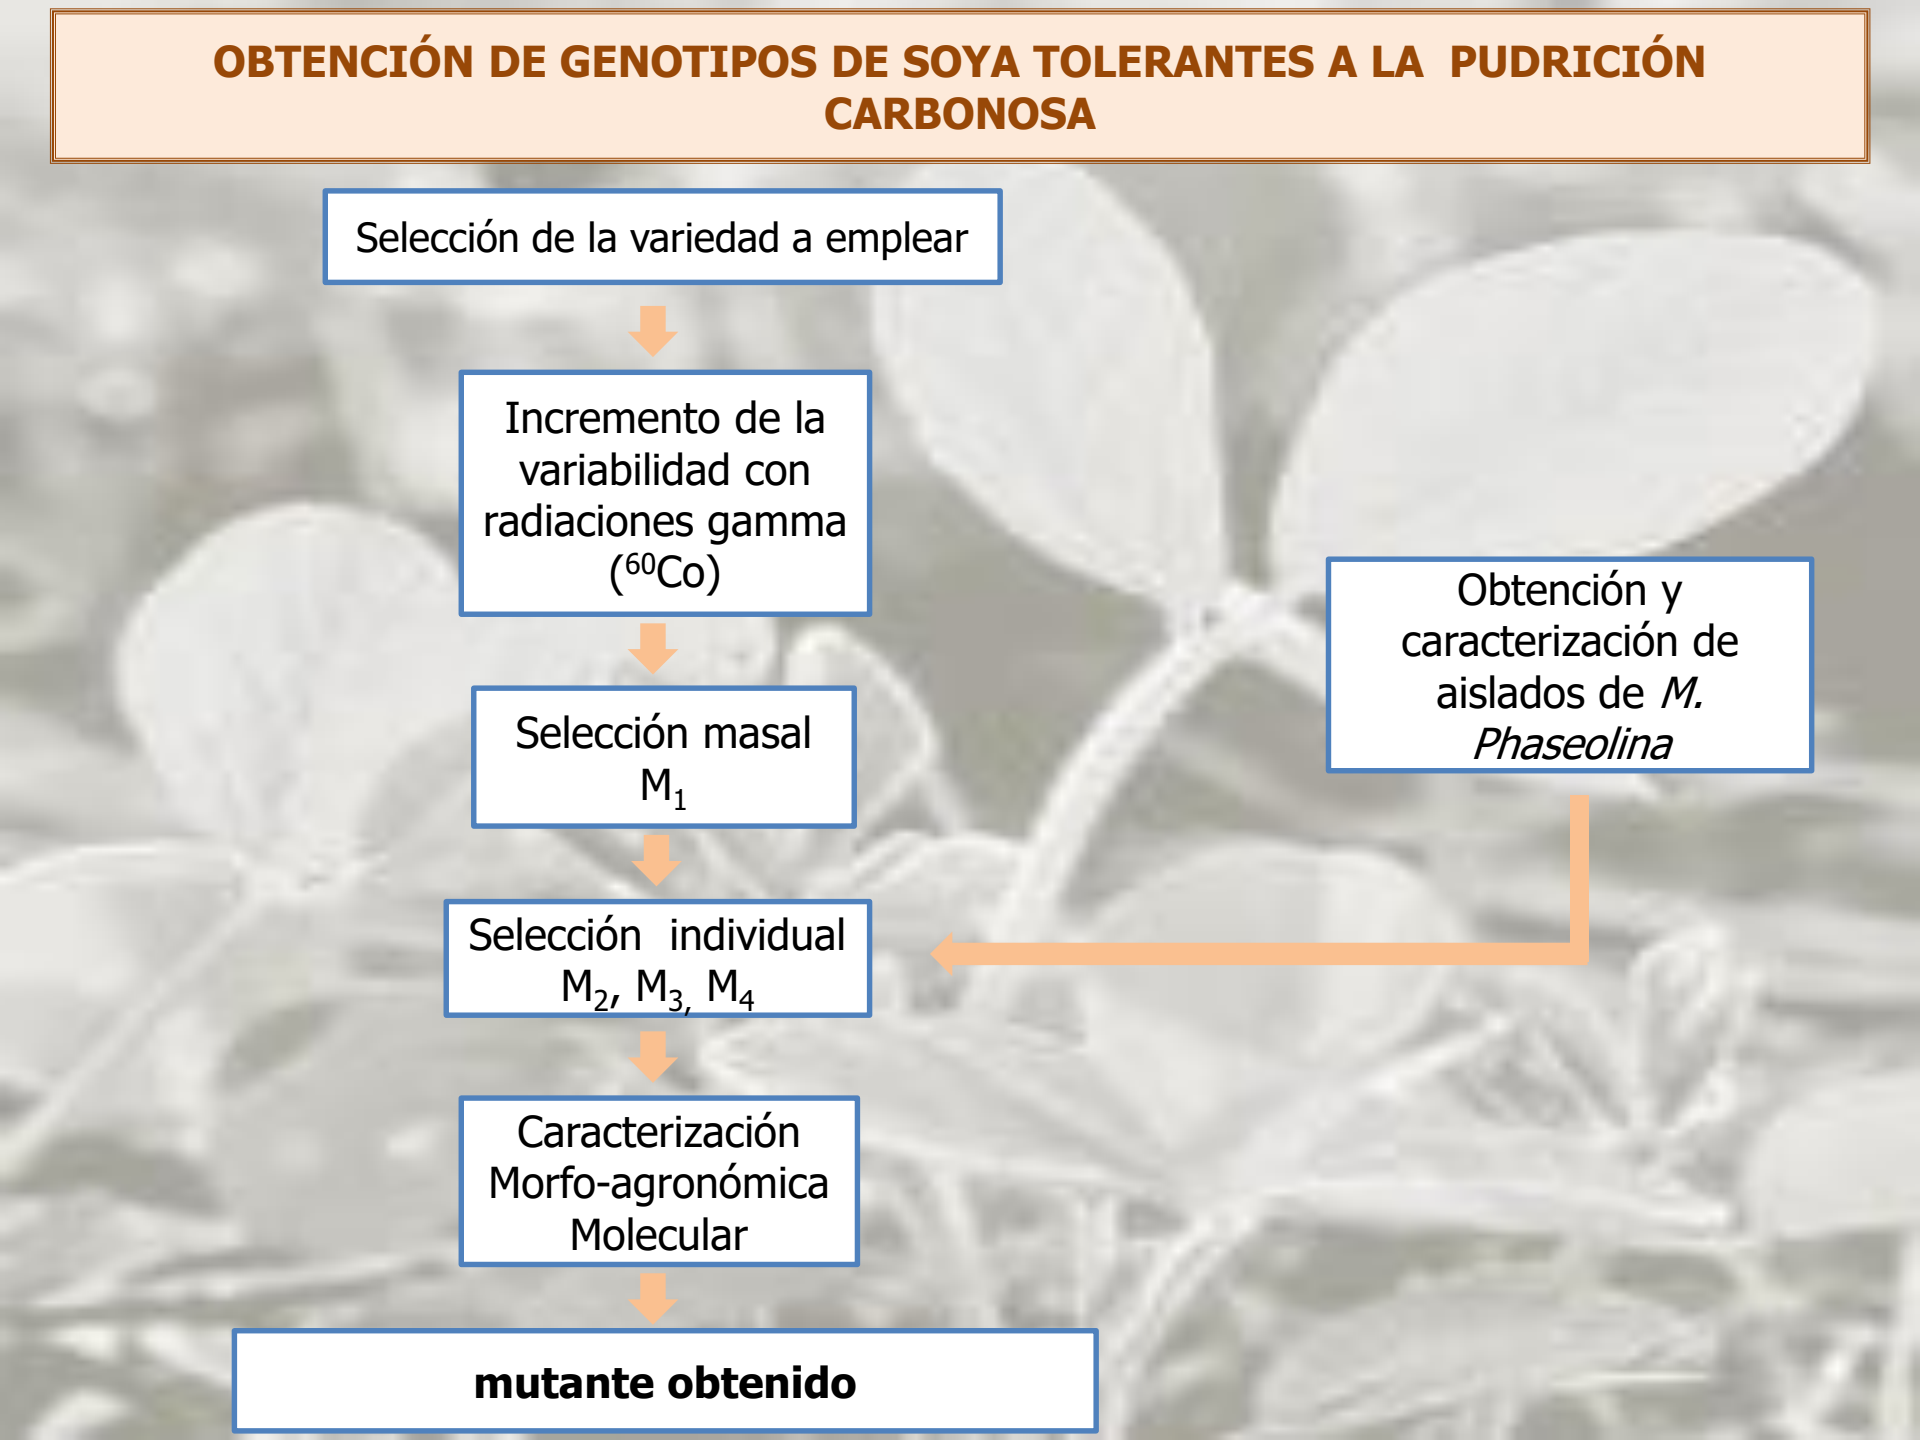 OBTENCIÓN DE GENOTIPOS DE SOYA TOLERANTES A LA  PUDRICIÓN
CARBONOSA
Selección de la variedad a emplear
Incremento de la
variabilidad con
radiaciones gamma
(⁶⁰Co)
Selección masal
M₁
Selección  individual
M₂, M₃, M₄
Obtención y
caracterización de
aislados de M.
Phaseolina
Caracterización
Morfo-agronómica
Molecular
mutante obtenido